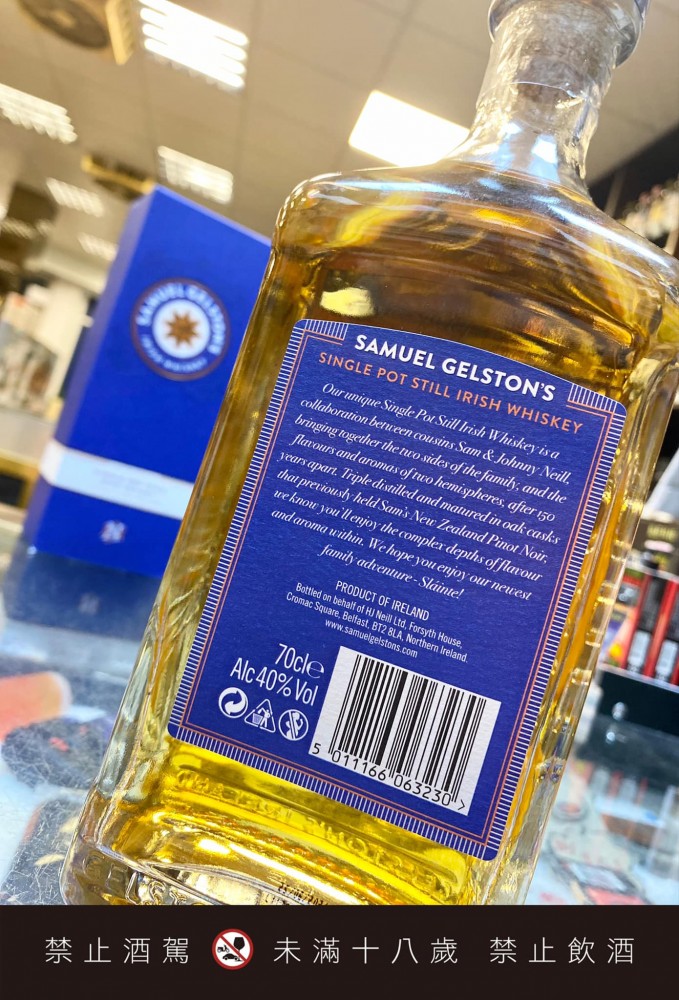 SAMUEL GELSTON'S
IRISH WHISKEY
SAMUEL GELSTON'S
SINGLE POT STILL IRISH WHISKEY
Our unique Single Pot Still Irish Whiskey is a
collaboration between cousins Sam & Johnny Neill,
bringing together the two sides of the family, and the
flavours and aromas of two hemispheres, after 150
years apart. Triple distilled and matured in oak casks
that previously held Sam's New Zealand Pinot Noir,
we know you'll enjoy the complex depths of flavour
and aroma within. We hope you enjoy our newest
family adventure - Sláinte!
PRODUCT OF IRELAND
Bottled on behalf of HJ Neill Ltd, Forsyth House,
Cromac Square, Belfast, BT2 8LA, Northern Ireland.
www.samuelgelstons.com
70cl℮
Alc 40% Vol
5 011166 063230 >
禁止酒駕 未滿十八歲 禁止飲酒